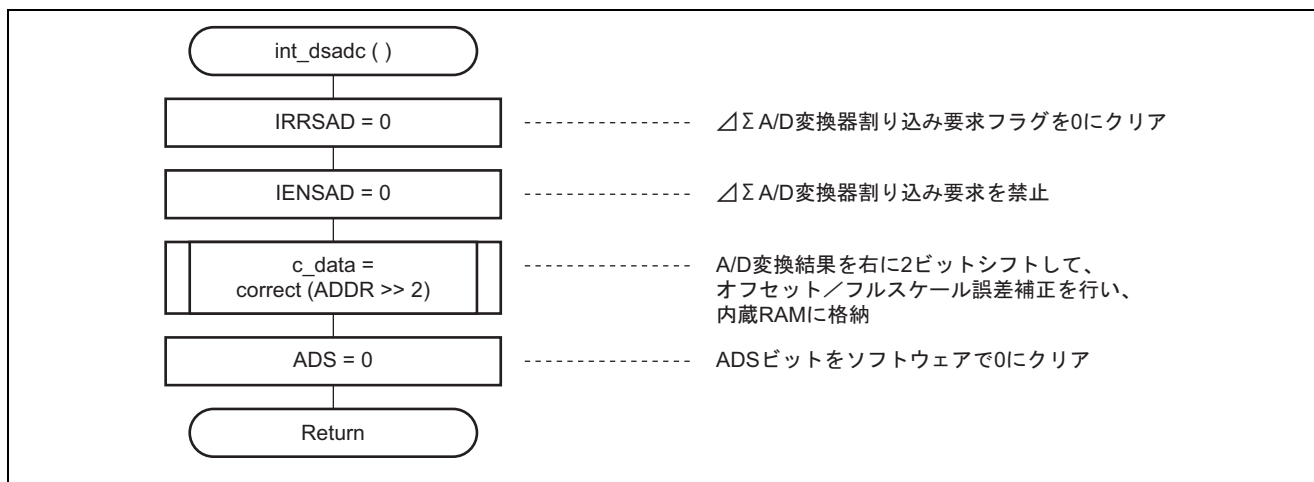 int_dsadc ( )
IRRSAD = 0
⊿Σ A/D変換器割り込み要求フラグを0にクリア
IENSAD = 0
⊿Σ A/D変換器割り込み要求を禁止
c_data =
correct (ADDR >> 2)
A/D変換結果を右に2ビットシフトして、
オフセット／フルスケール誤差補正を行い、
内蔵RAMに格納
ADS = 0
ADSビットをソフトウェアで0にクリア
Return